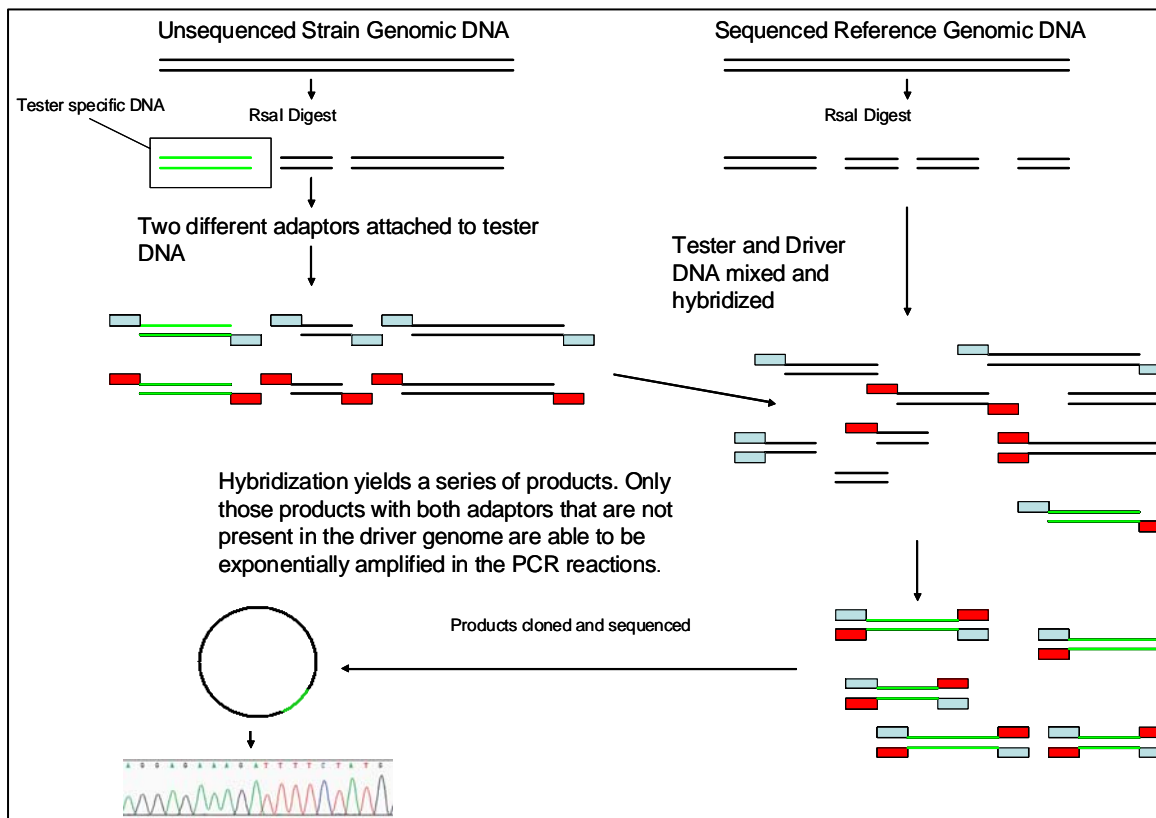 Unsequenced Strain Genomic DNA
Sequenced Reference Genomic DNA
Tester specific DNA
RsaI Digest
RsaI Digest
Two different adaptors attached to tester
DNA
Tester and Driver
DNA mixed and
hybridized
Hybridization yields a series of products. Only
those products with both adaptors that are not
present in the driver genome are able to be
exponentially amplified in the PCR reactions.
Products cloned and sequenced
A G G A G A A A G A T T T T C T A T G